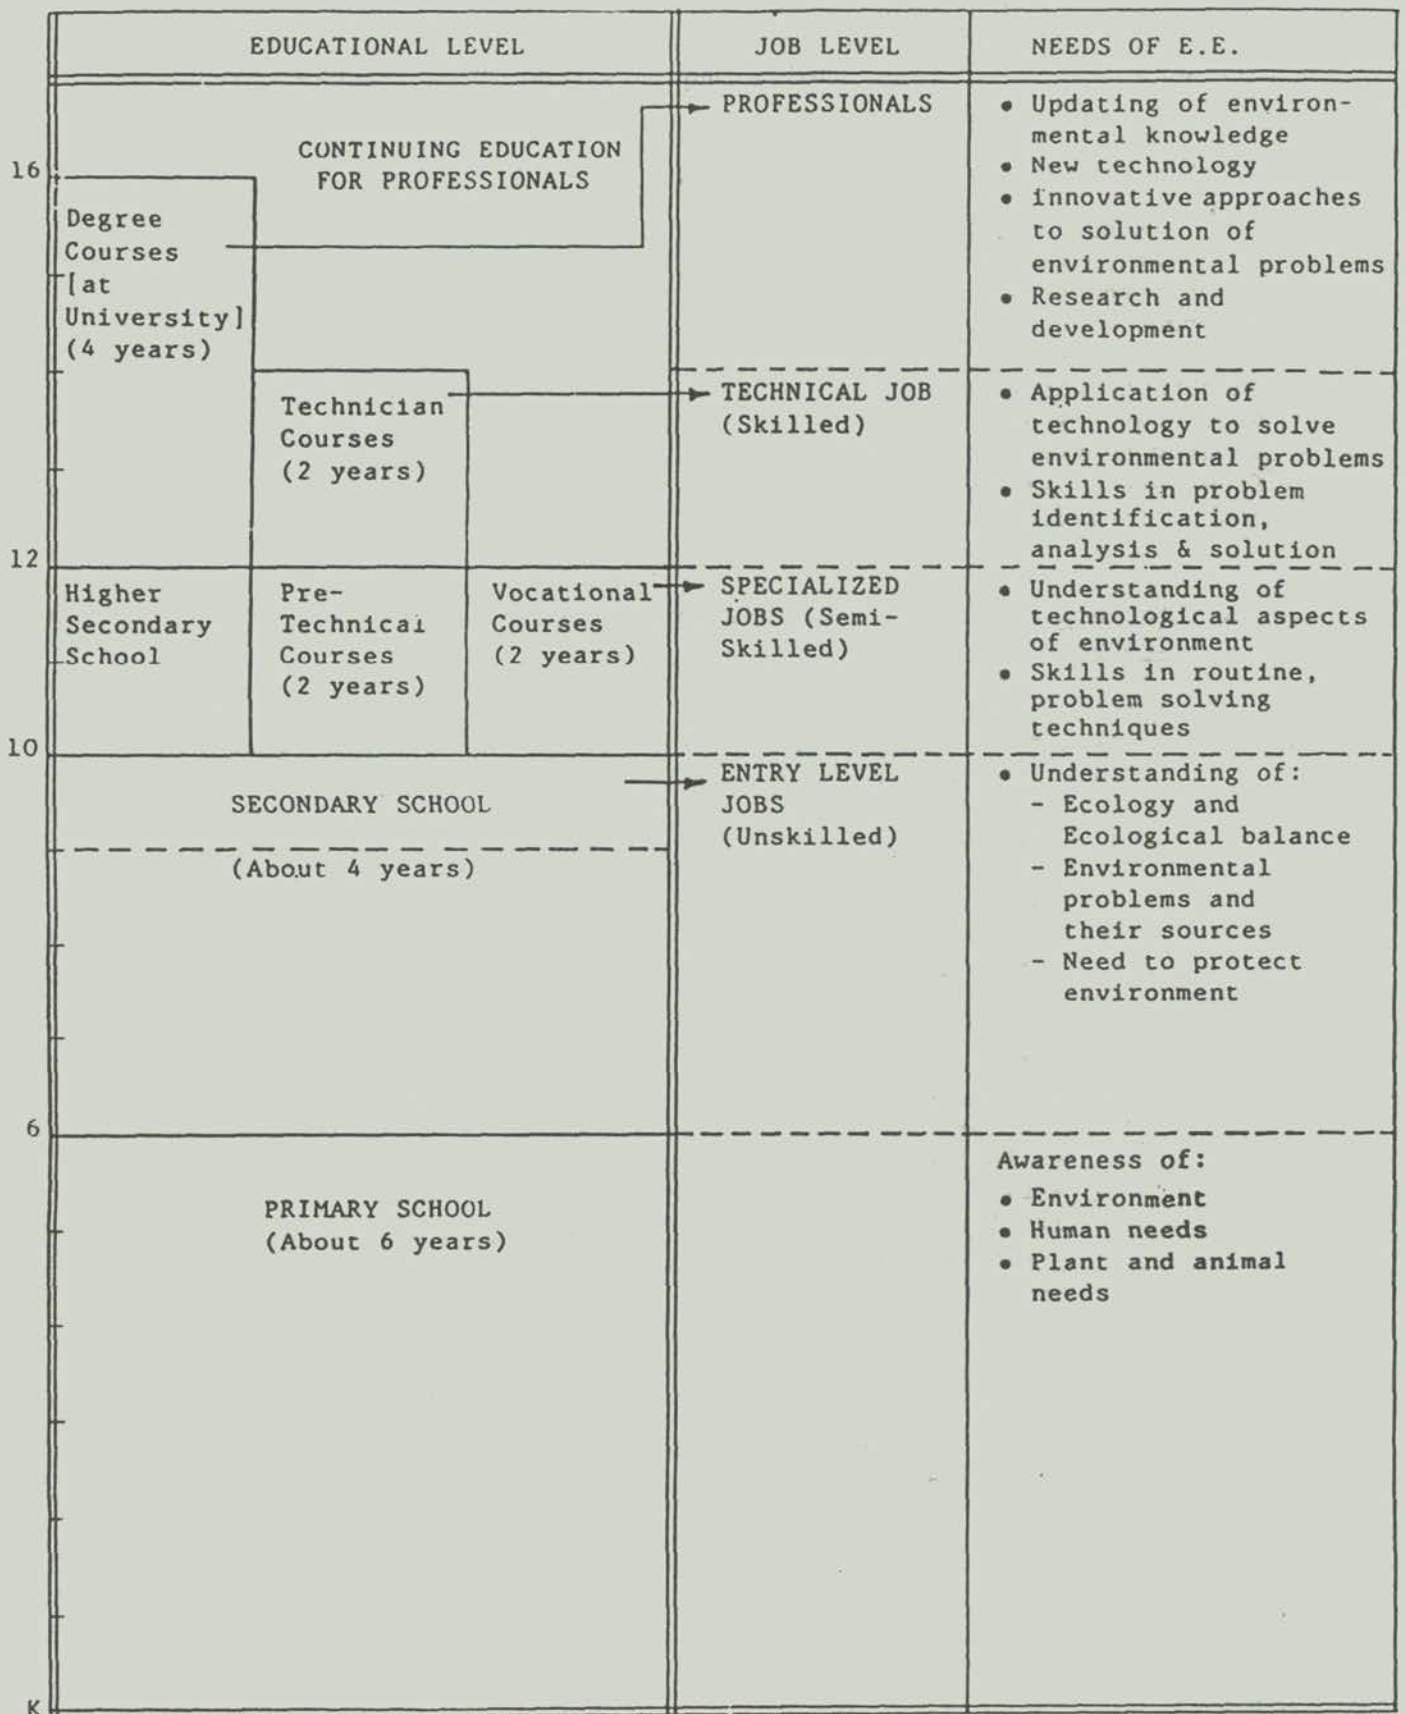 EDUCATIONAL LEVEL
JOB LEVEL
NEEDS OF E.E.
16
12
10
6
K
CONTINUING EDUCATION
FOR PROFESSIONALS
Degree
Courses
[at
University]
(4 years)
Technician
Courses
(2 years)
Higher
Secondary
School
Pre-
Technical
Courses
(2 years)
Vocational
Courses
(2 years)
SECONDARY SCHOOL
(About 4 years)
PRIMARY SCHOOL
(About 6 years)
PROFESSIONALS
TECHNICAL JOB
(Skilled)
SPECIALIZED
JOBS (Semi-
Skilled)
ENTRY LEVEL
JOBS
(Unskilled)
• Updating of environ-
mental knowledge
• New technology
• innovative approaches
to solution of
environmental problems
• Research and
development
• Application of
technology to solve
environmental problems
• Skills in problem
identification,
analysis & solution
• Understanding of
technological aspects
of environment
• Skills in routine,
problem solving
techniques
• Understanding of:
- Ecology and
Ecological balance
- Environmental
problems and
their sources
- Need to protect
environment
Awareness of:
• Environment
• Human needs
• Plant and animal
needs